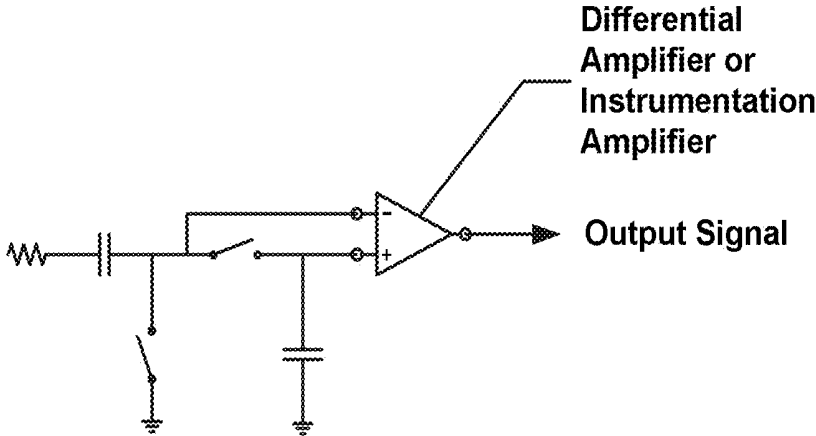 Differential
Amplifier or
Instrumentation
Amplifier
-
+
Output Signal